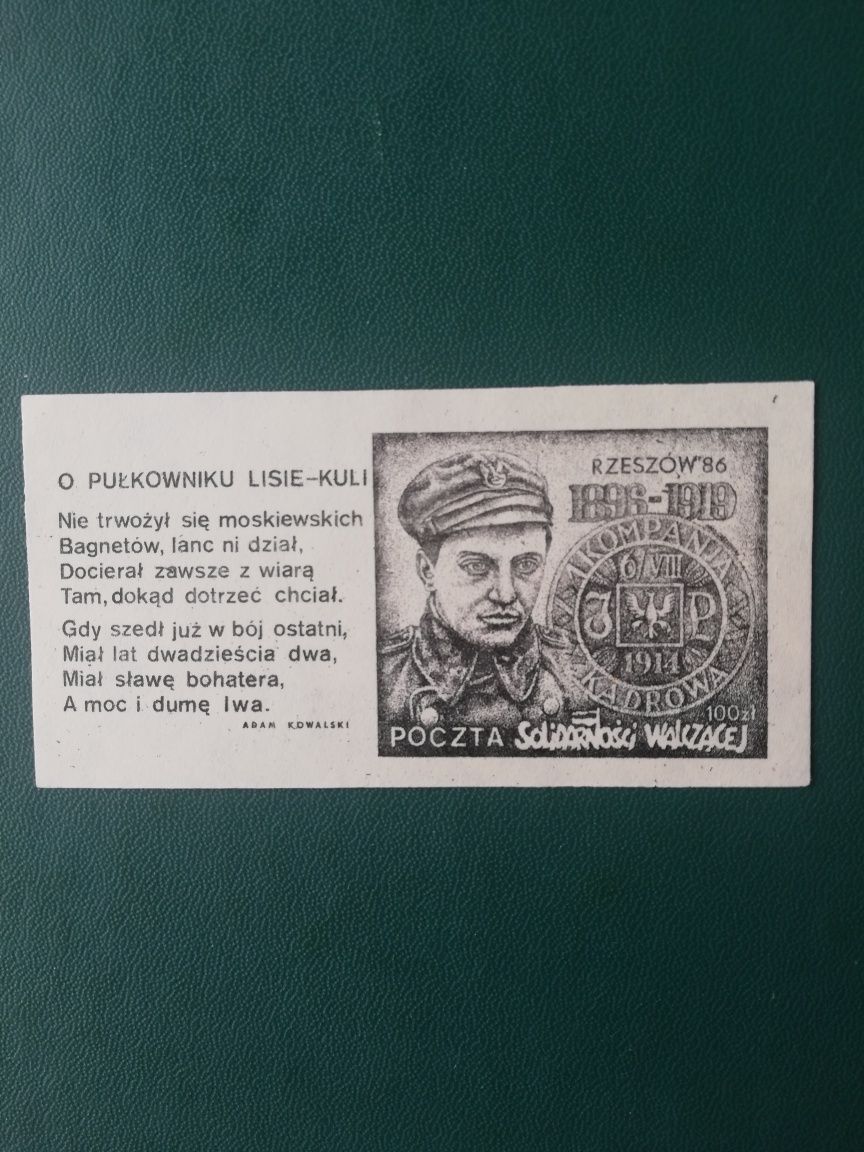 O PUŁKOWNIKU LISIE-KULI
Nie trwożył się moskiewskich
Bagnetów, lanc ni dział,
Docierał zawsze z wiarą
Tam, dokąd dotrzeć chciał.
Gdy szedł już w bój ostatni,
Miał lat dwadzieścia dwa,
Miał sławę bohatera,
A moc i dumę lwa.
ADAM KOWALSKI
RZESZÓW'86
1896-1919
1 KOMPANJA
6/VIII
J P
1914
KADROWA
100zł
POCZTA SOLIDARNOŚCI WALCZĄCEJ